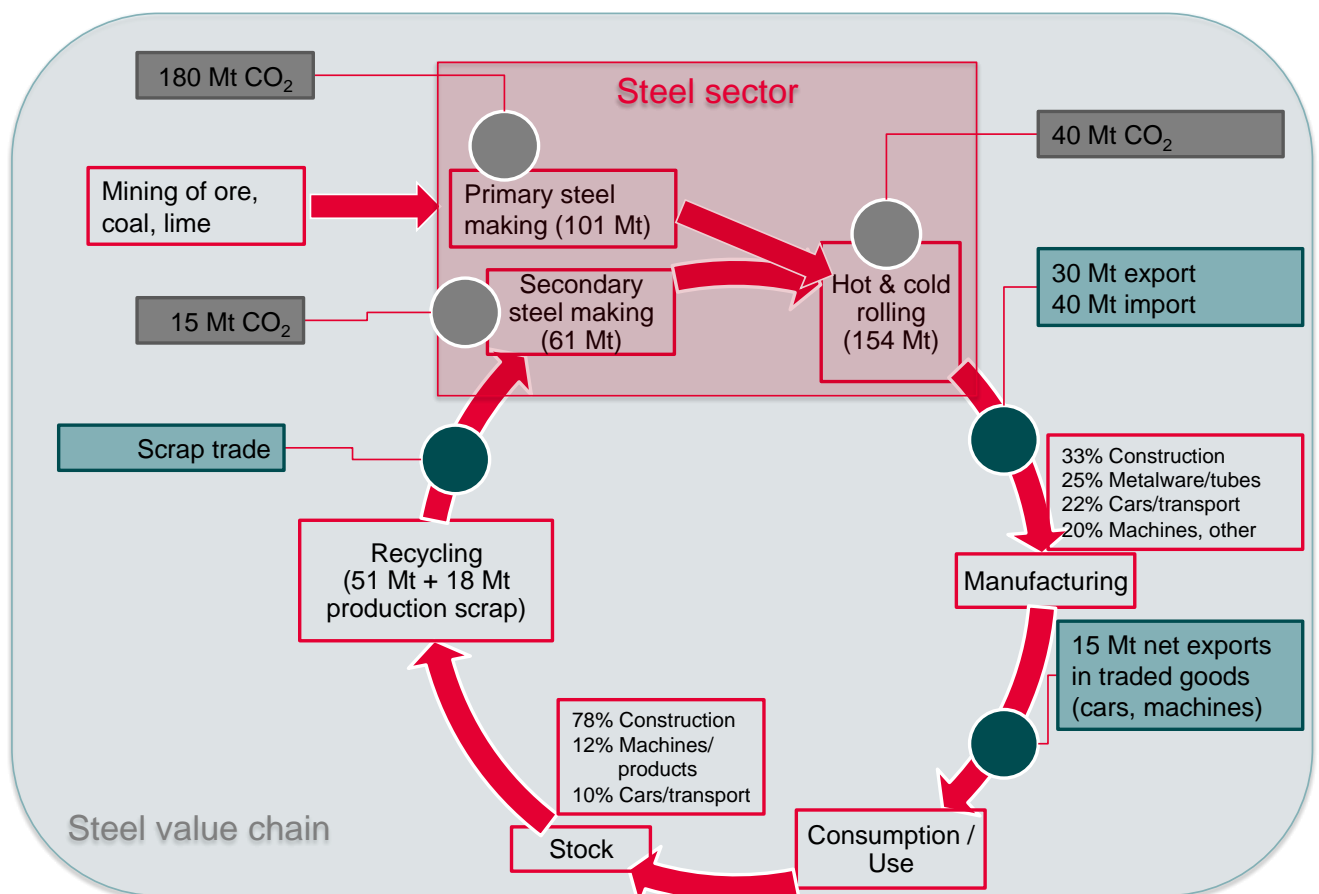 180 Mt CO₂
Steel sector
40 Mt CO₂
Mining of ore,
coal, lime
Primary steel
making (101 Mt)
Secondary
steel making
(61 Mt)
Hot & cold
rolling
(154 Mt)
15 Mt CO₂
30 Mt export
40 Mt import
Scrap trade
33% Construction
25% Metalware/tubes
22% Cars/transport
20% Machines, other
Recycling
(51 Mt + 18 Mt
production scrap)
Manufacturing
15 Mt net exports
in traded goods
(cars, machines)
78% Construction
12% Machines/
products
10% Cars/transport
Steel value chain
Stock
Consumption /
Use